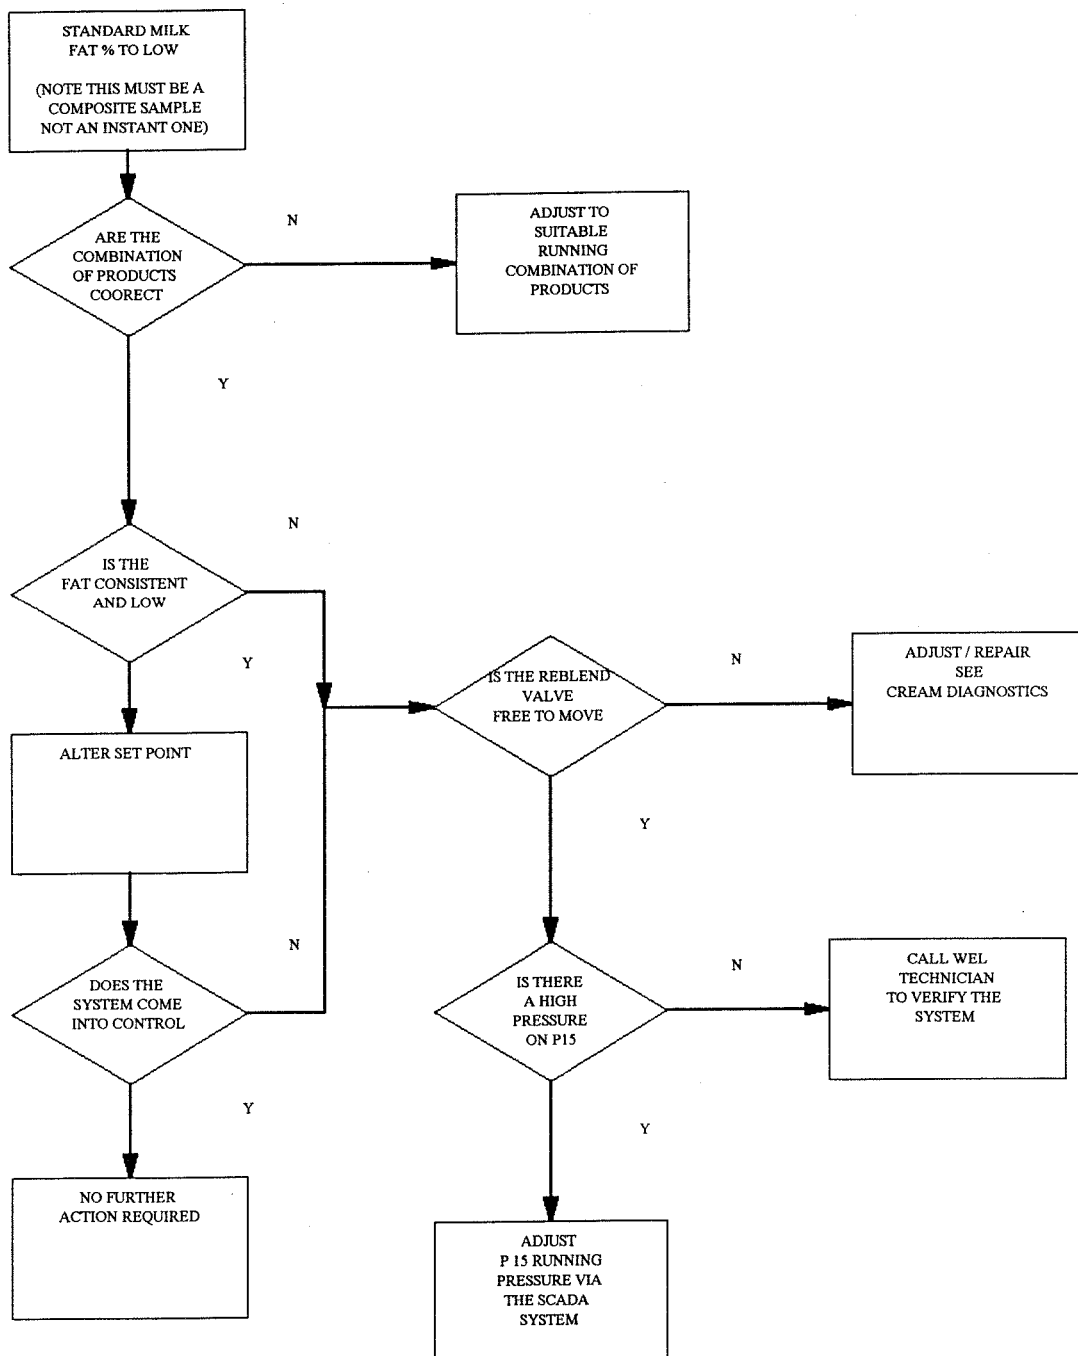 STANDARD MILK
FAT % TO LOW
(NOTE THIS MUST BE A
COMPOSITE SAMPLE
NOT AN INSTANT ONE)
ARE THE
COMBINATION
OF PRODUCTS
COORECT
N
ADJUST TO
SUITABLE
RUNNING
COMBINATION OF
PRODUCTS
Y
IS THE
FAT CONSISTENT
AND LOW
N
Y
ALTER SET POINT
IS THE REBLEND
VALVE
FREE TO MOVE
N
ADJUST / REPAIR
SEE
CREAM DIAGNOSTICS
Y
DOES THE
SYSTEM COME
INTO CONTROL
N
Y
IS THERE
A HIGH
PRESSURE
ON P15
N
CALL WEL
TECHNICIAN
TO VERIFY THE
SYSTEM
Y
NO FURTHER
ACTION REQUIRED
ADJUST
P 15 RUNNING
PRESSURE VIA
THE SCADA
SYSTEM